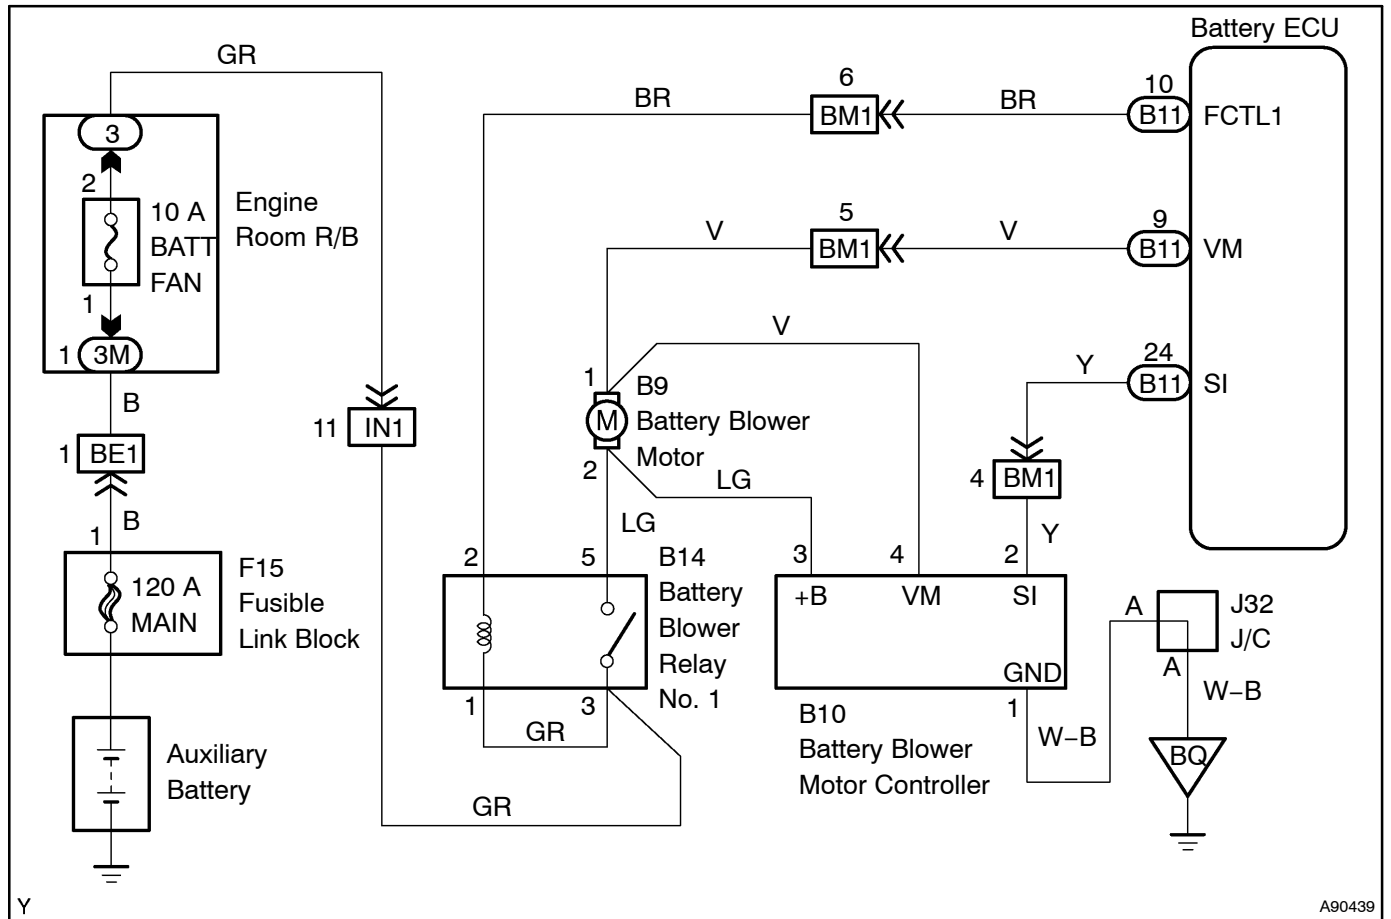 Battery ECU
GR
BR
6
BM1
BR
10
B11
FCTL1
3
2
10 A
BATT
FAN
Engine
Room R/B
1
1
3M
V
5
BM1
V
9
B11
VM
V
Y
24
B11
SI
B
1
BE1
B
1
11
IN1
1
B9
M
Battery Blower
Motor
2
LG
LG
4
BM1
Y
120 A
MAIN
F15
Fusible
Link Block
2
5
B14
Battery
Blower
Relay
No. 1
1
3
GR
GR
3
4
2
+B
VM
SI
GND
1
B10
Battery Blower
Motor Controller
W–B
A
A
J32
J/C
W–B
BQ
Auxiliary
Battery
Y
A90439